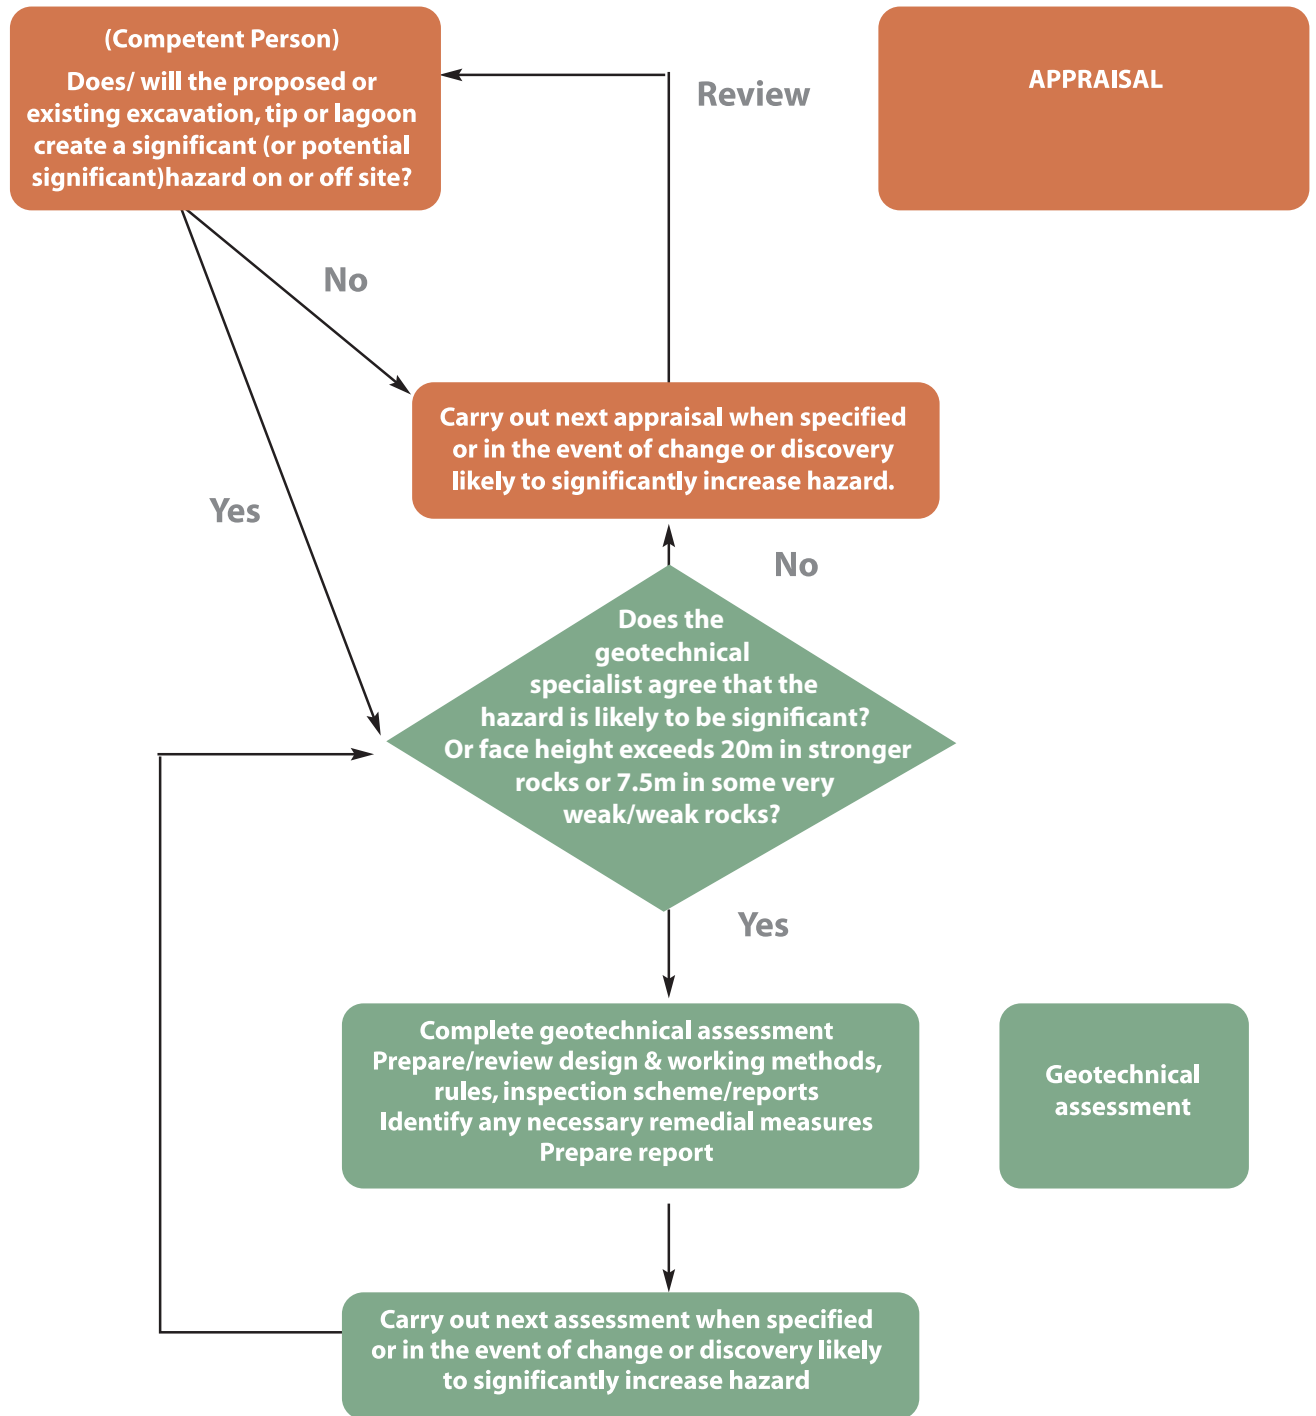 (Competent Person)
Does/ will the proposed or
existing excavation, tip or lagoon
create a significant (or potential
significant)hazard on or off site?
Review
APPRAISAL
No
Carry out next appraisal when specified
or in the event of change or discovery
likely to significantly increase hazard.
Yes
No
Does the
geotechnical
specialist agree that the
hazard is likely to be significant?
Or face height exceeds 20m in stronger
rocks or 7.5m in some very
weak/weak rocks?
Yes
Complete geotechnical assessment
Prepare/review design & working methods,
rules, inspection scheme/reports
Identify any necessary remedial measures
Prepare report
Geotechnical
assessment
Carry out next assessment when specified
or in the event of change or discovery likely
to significantly increase hazard